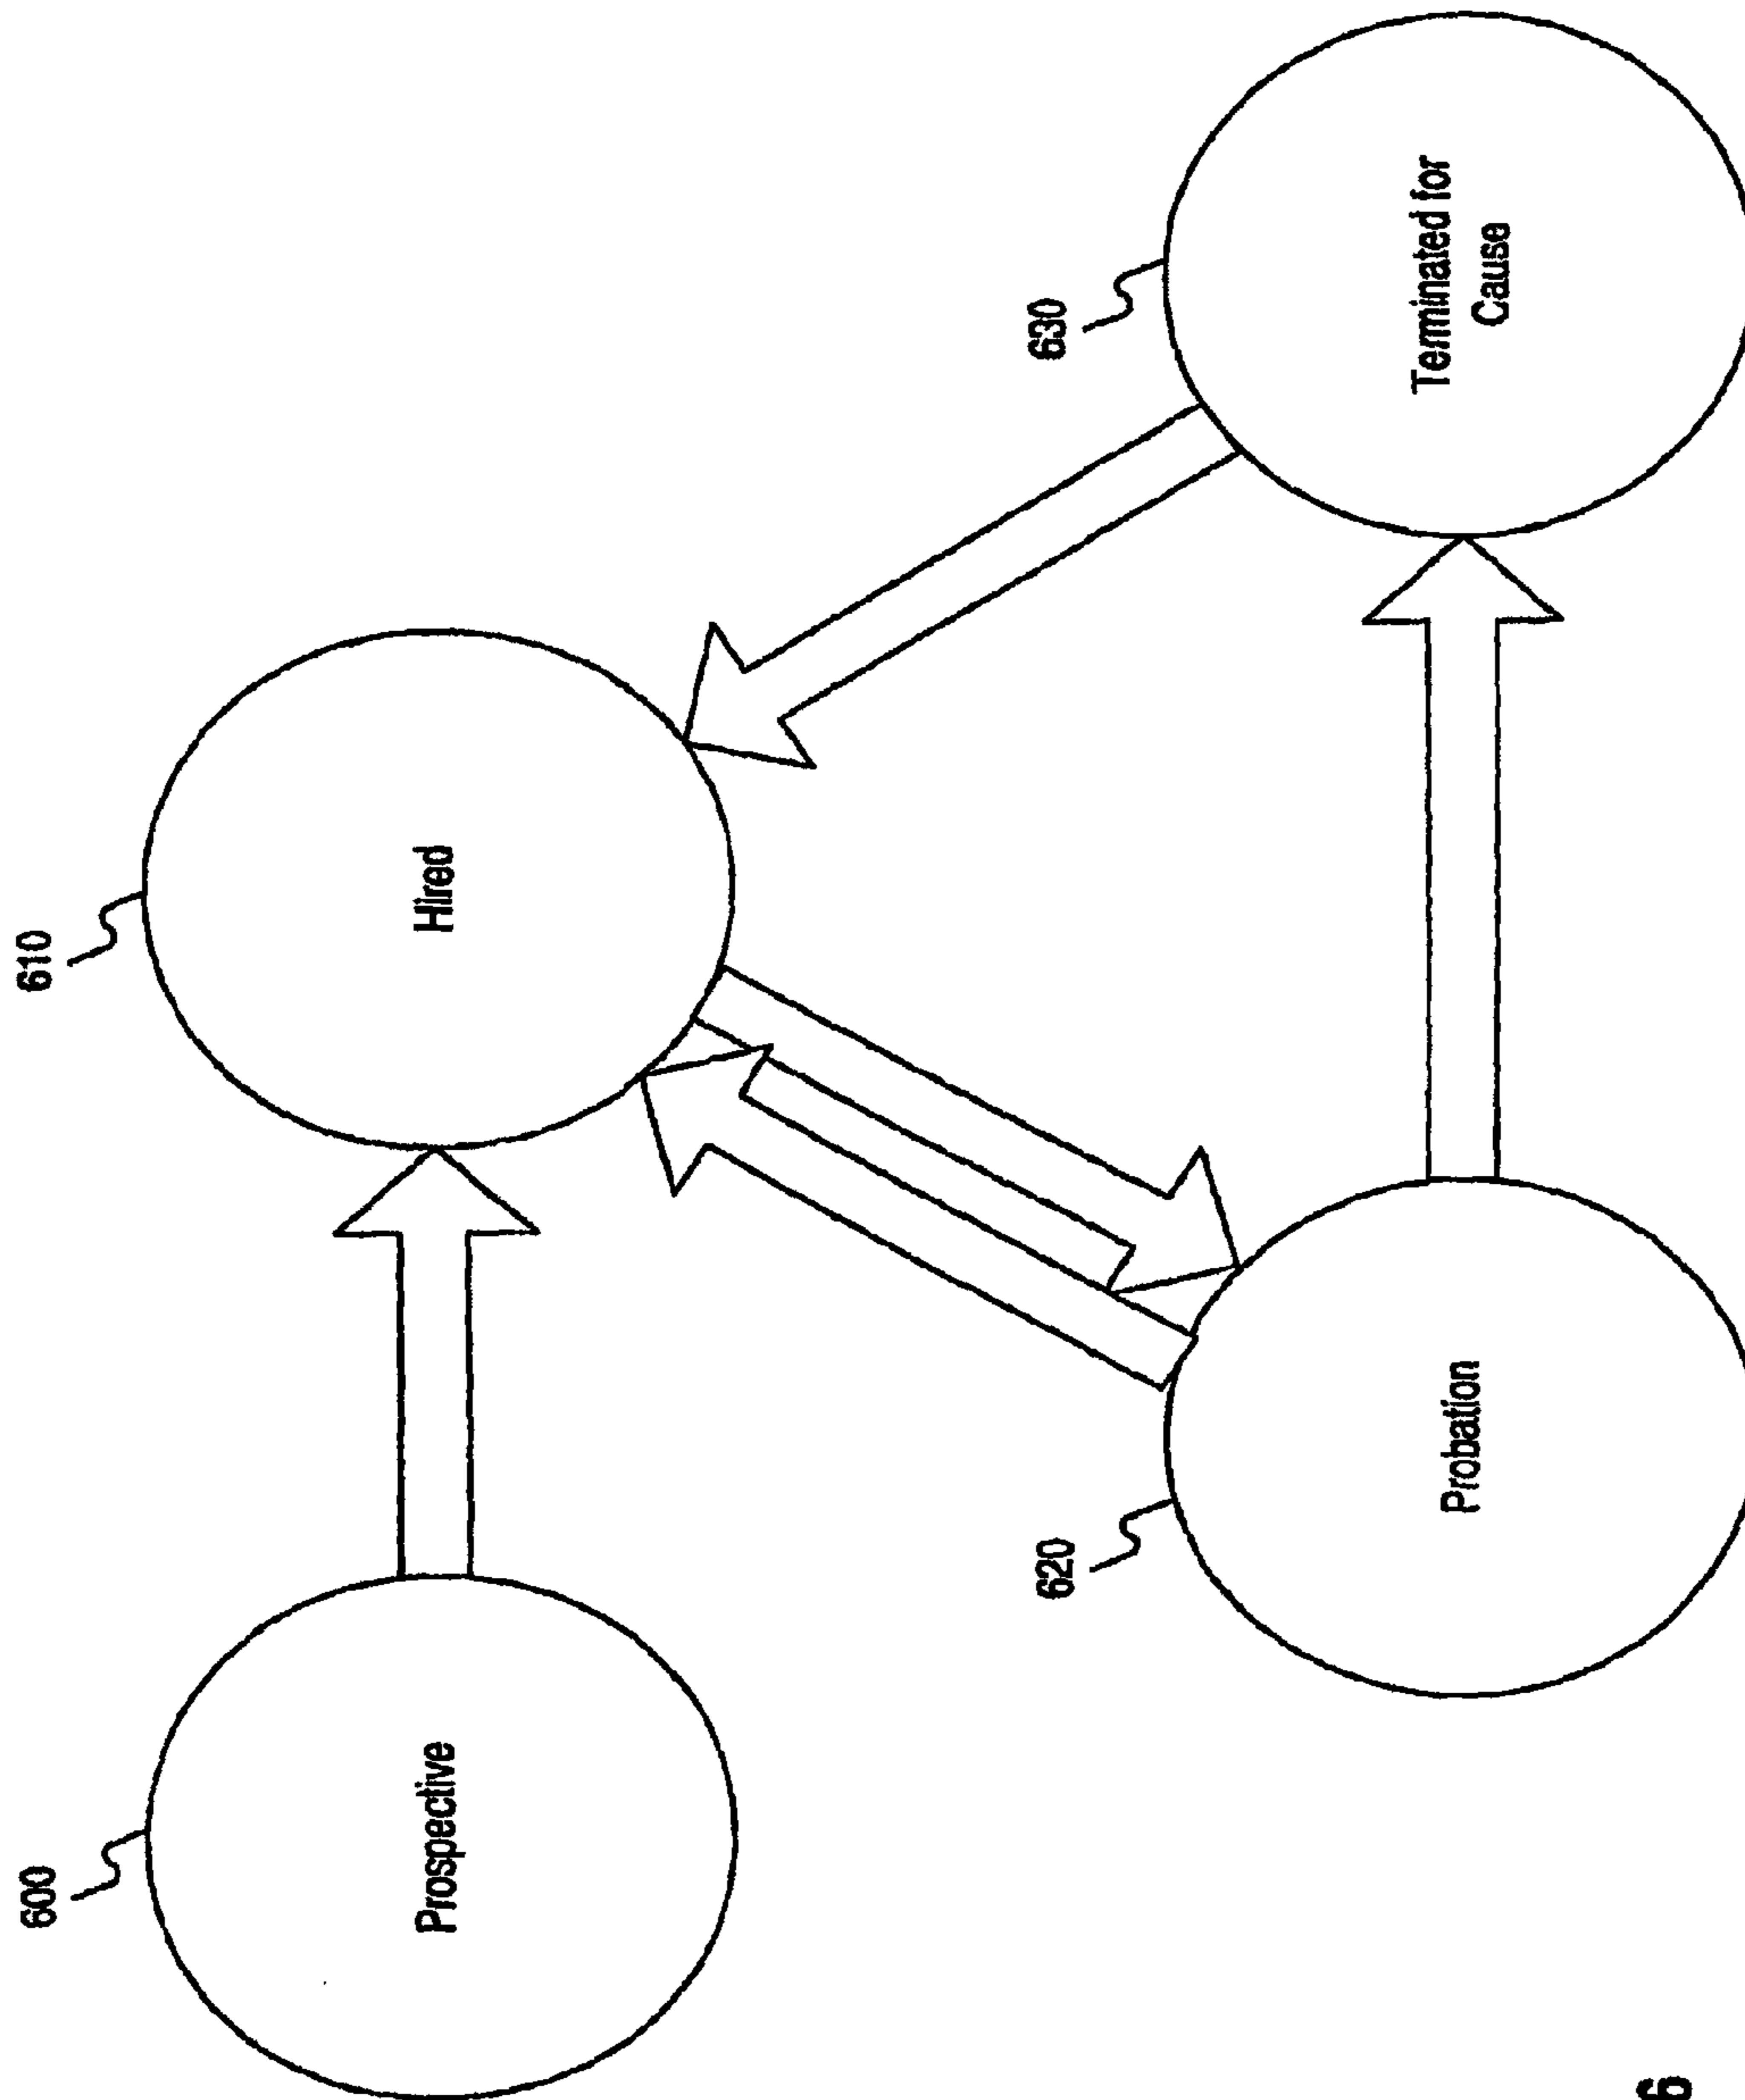 600
Prospective
610
Hired
620
Probation
630
Terminated for
Cause
6